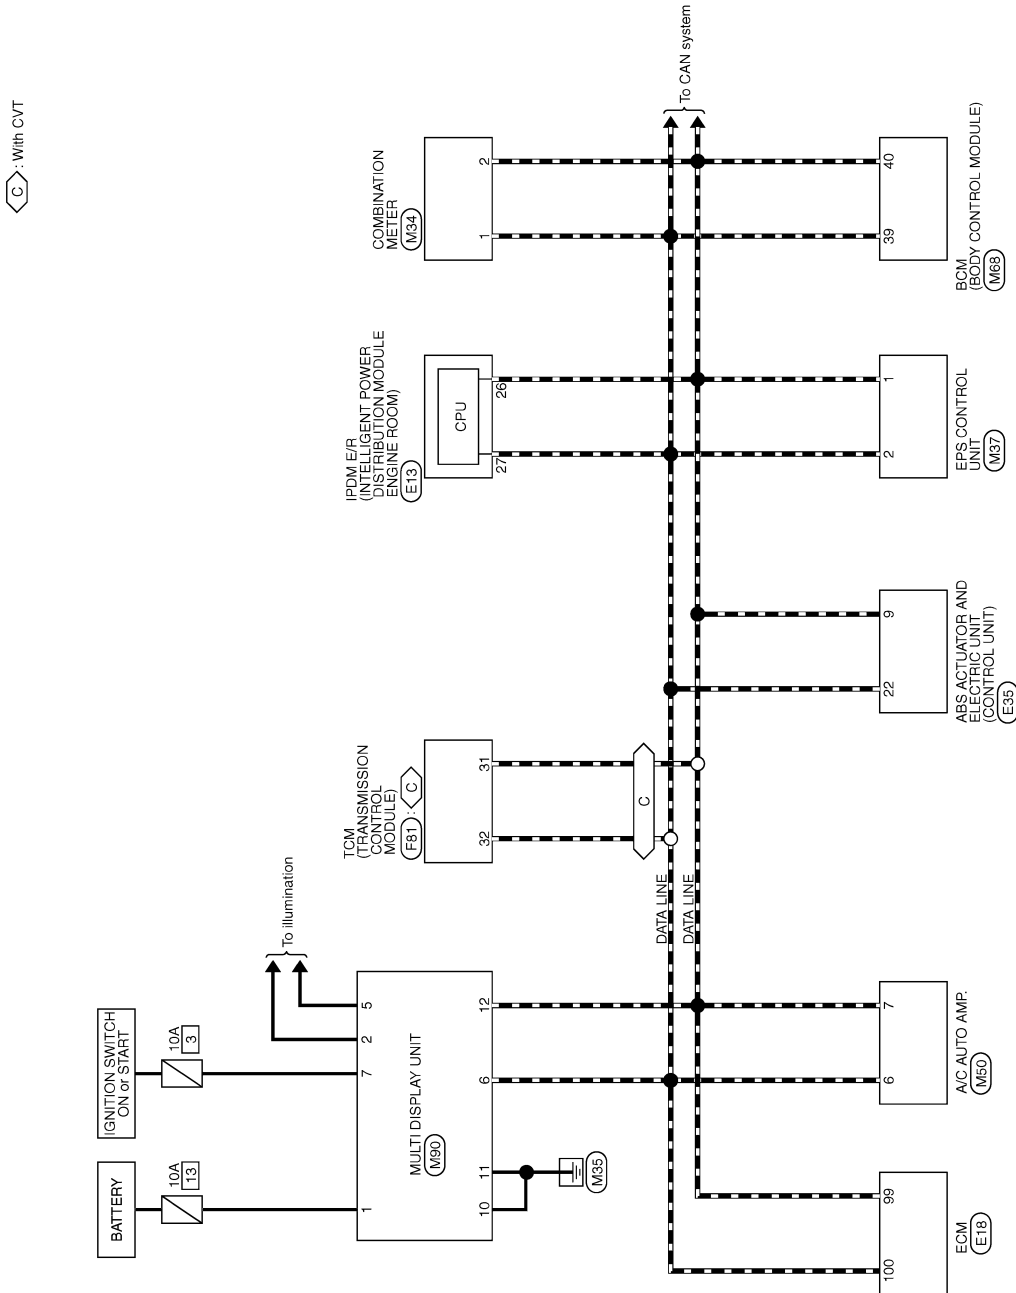 C : With CVT
BATTERY
10A
13
IGNITION SWITCH
ON or START
10A
3
To illumination
1
7
2
5
MULTI DISPLAY UNIT
M90
10
11
6
12
M35
TCM
(TRANSMISSION
CONTROL
MODULE)
F81 : C
32
31
C
IPDM E/R
(INTELLIGENT POWER
DISTRIBUTION MODULE
ENGINE ROOM)
E13
CPU
27
26
COMBINATION
METER
M34
1
2
DATA LINE
DATA LINE
To CAN system
100
99
ECM
E18
6
7
A/C AUTO AMP.
M50
22
9
ABS ACTUATOR AND
ELECTRIC UNIT
(CONTROL UNIT)
E35
2
1
EPS CONTROL
UNIT
M37
39
40
BCM
(BODY CONTROL MODULE)
M68